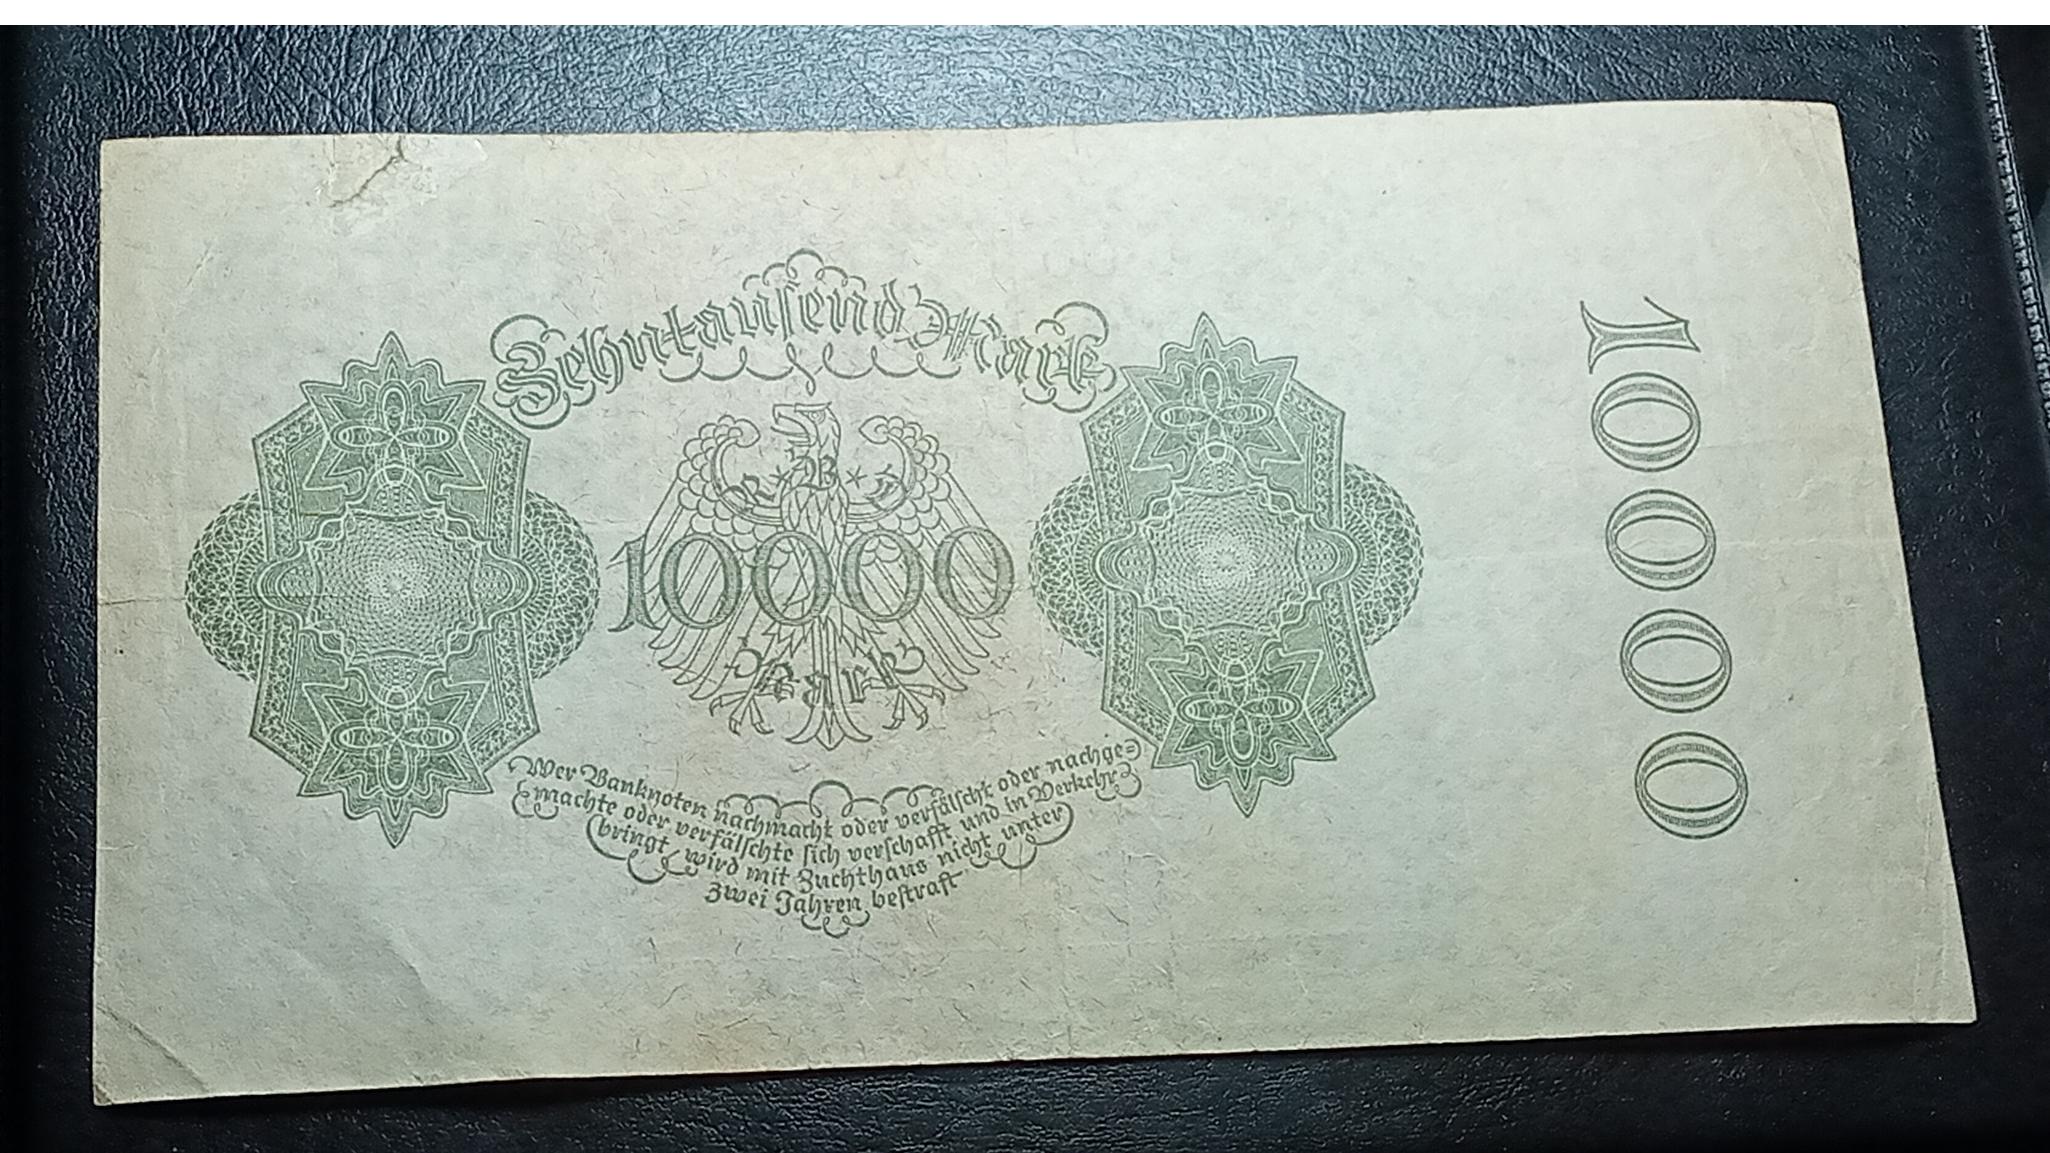 Zehntausend Mark
R * B * D
10000
Mark
Wer Banknoten nachmacht oder verfälscht oder nachge=
machte oder verfälschte sich verschafft und in Verkehr
bringt, wird mit Zuchthaus nicht unter
zwei Jahren bestraft
10000